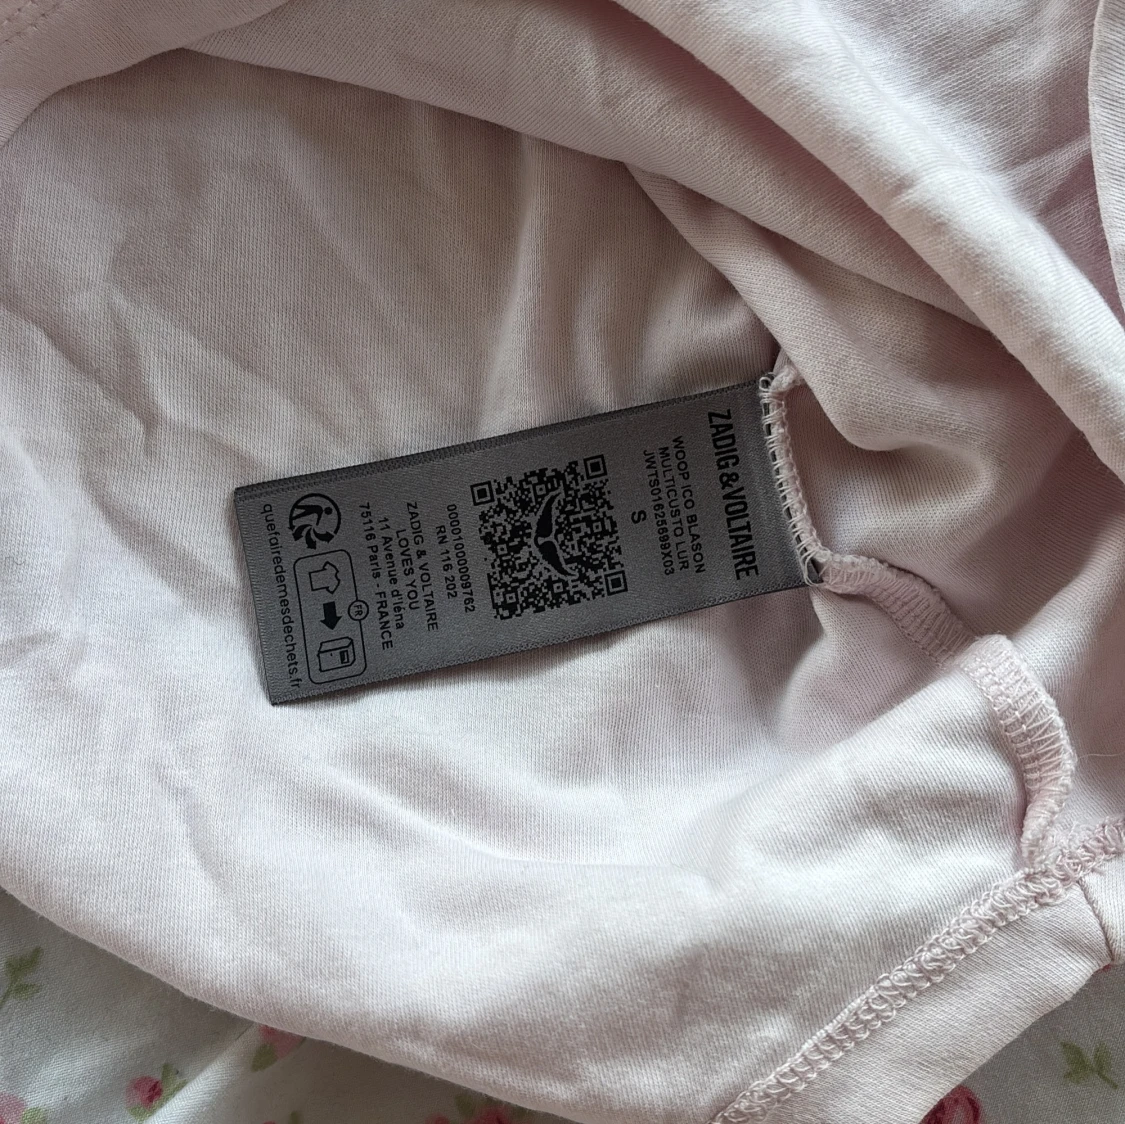 ZADIG & VOLTAIRE
WOOP ICO BLASON
MULTICUSTO LUR
JWTS01625699X03
S
00001000009762
RN 116 202
ZADIG & VOLTAIRE
LOVES YOU
11 Avenue d'Iéna
75116 Paris - FRANCE
FR
quefairedemesdechets.fr